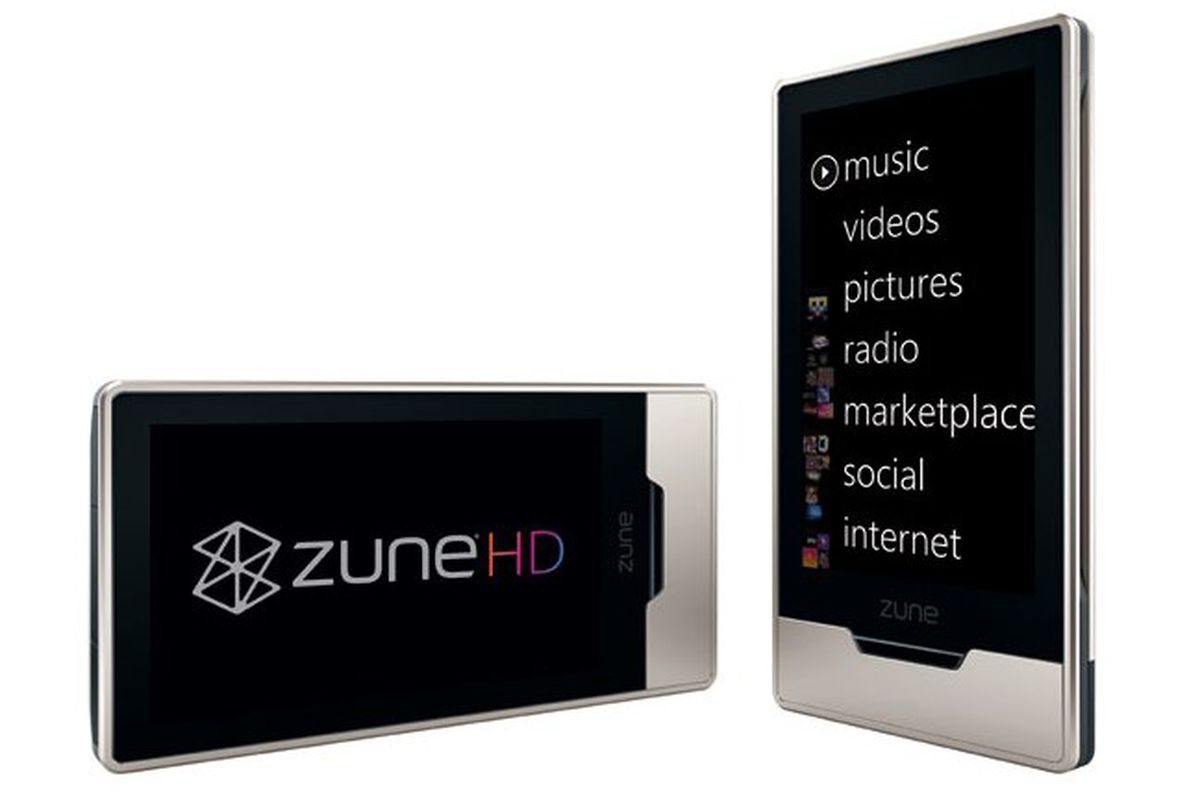 zune HD
zune
music
videos
pictures
radio
marketplace
social
internet
zune